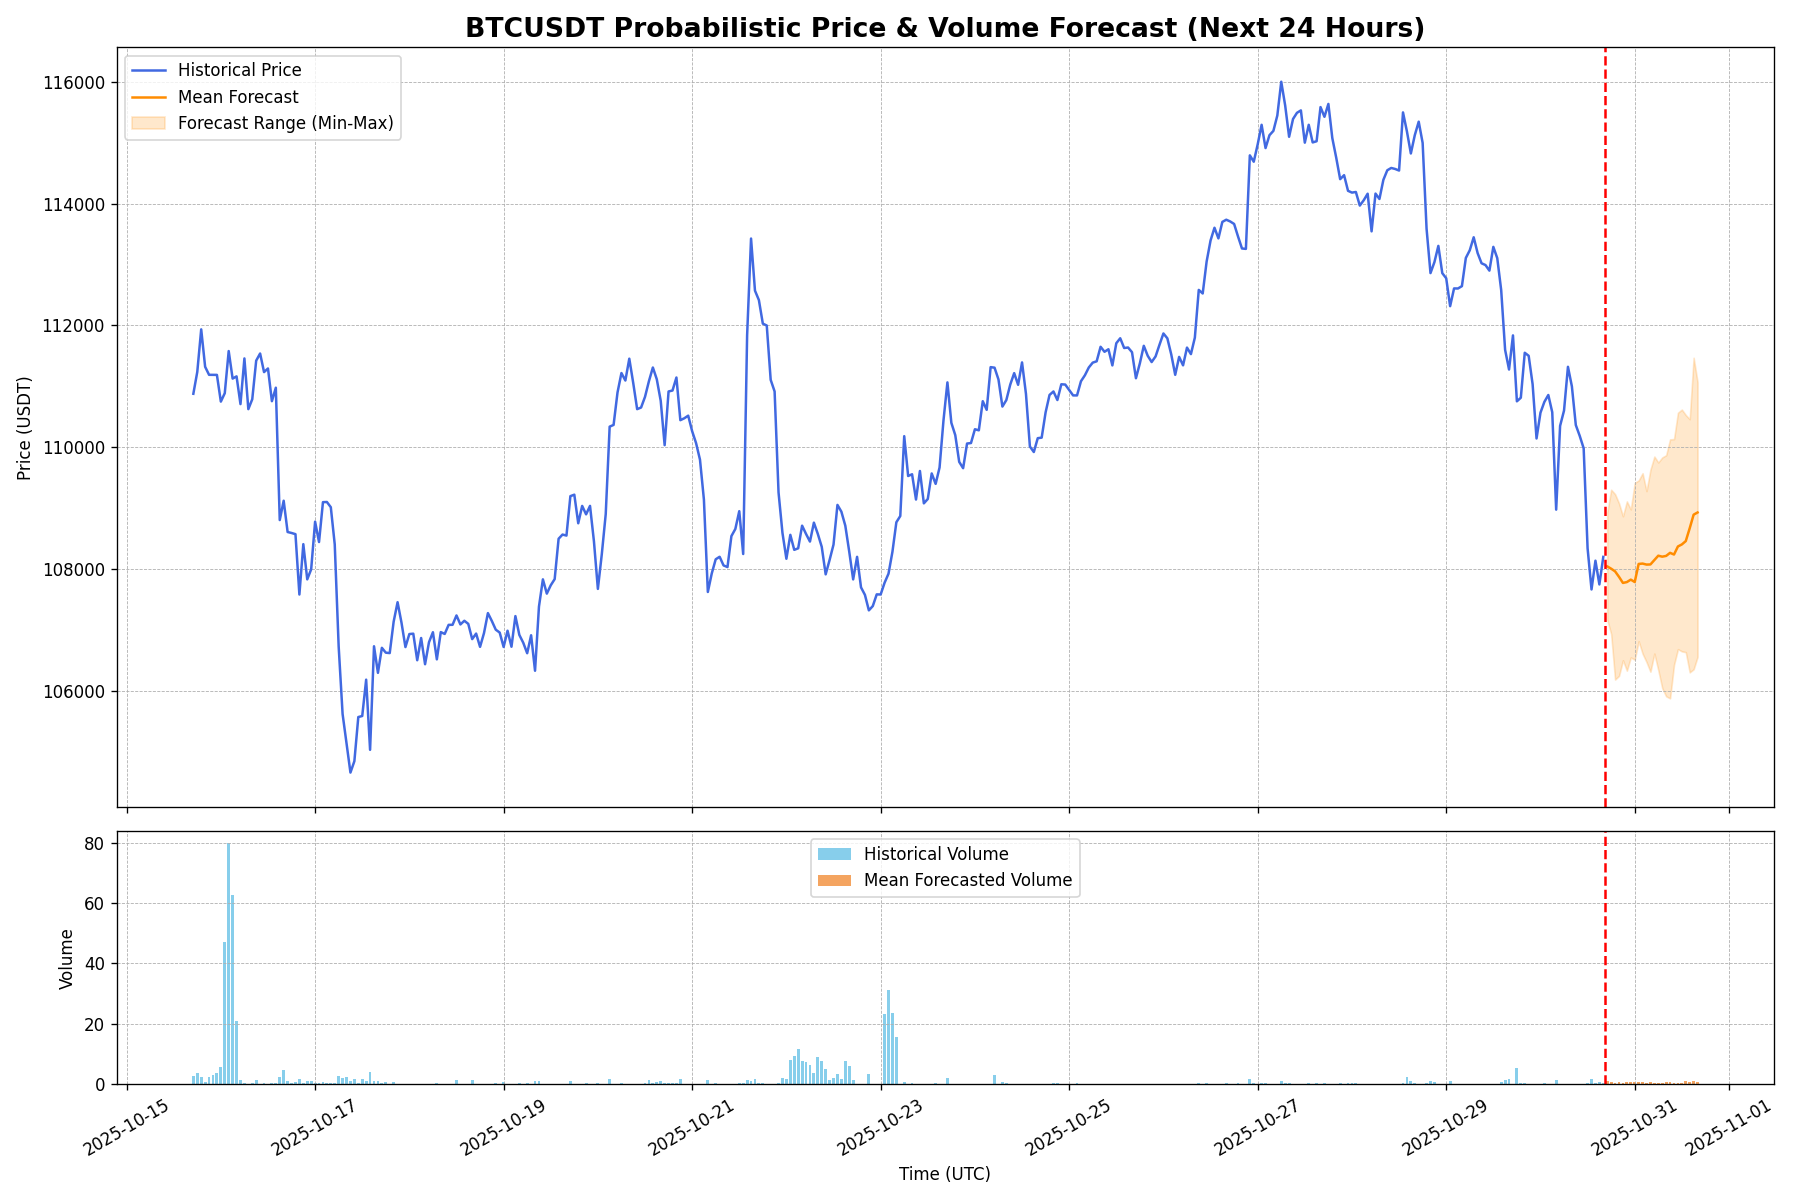 BTCUSDT Probabilistic Price & Volume Forecast (Next 24 Hours)
Historical Price
Mean Forecast
Forecast Range (Min-Max)
116000
114000
112000
110000
108000
106000
Price (USDT)
Historical Volume
Mean Forecasted Volume
80
60
40
20
0
Volume
2025-10-15
2025-10-17
2025-10-19
2025-10-21
2025-10-23
2025-10-25
2025-10-27
2025-10-29
2025-10-31
2025-11-01
Time (UTC)